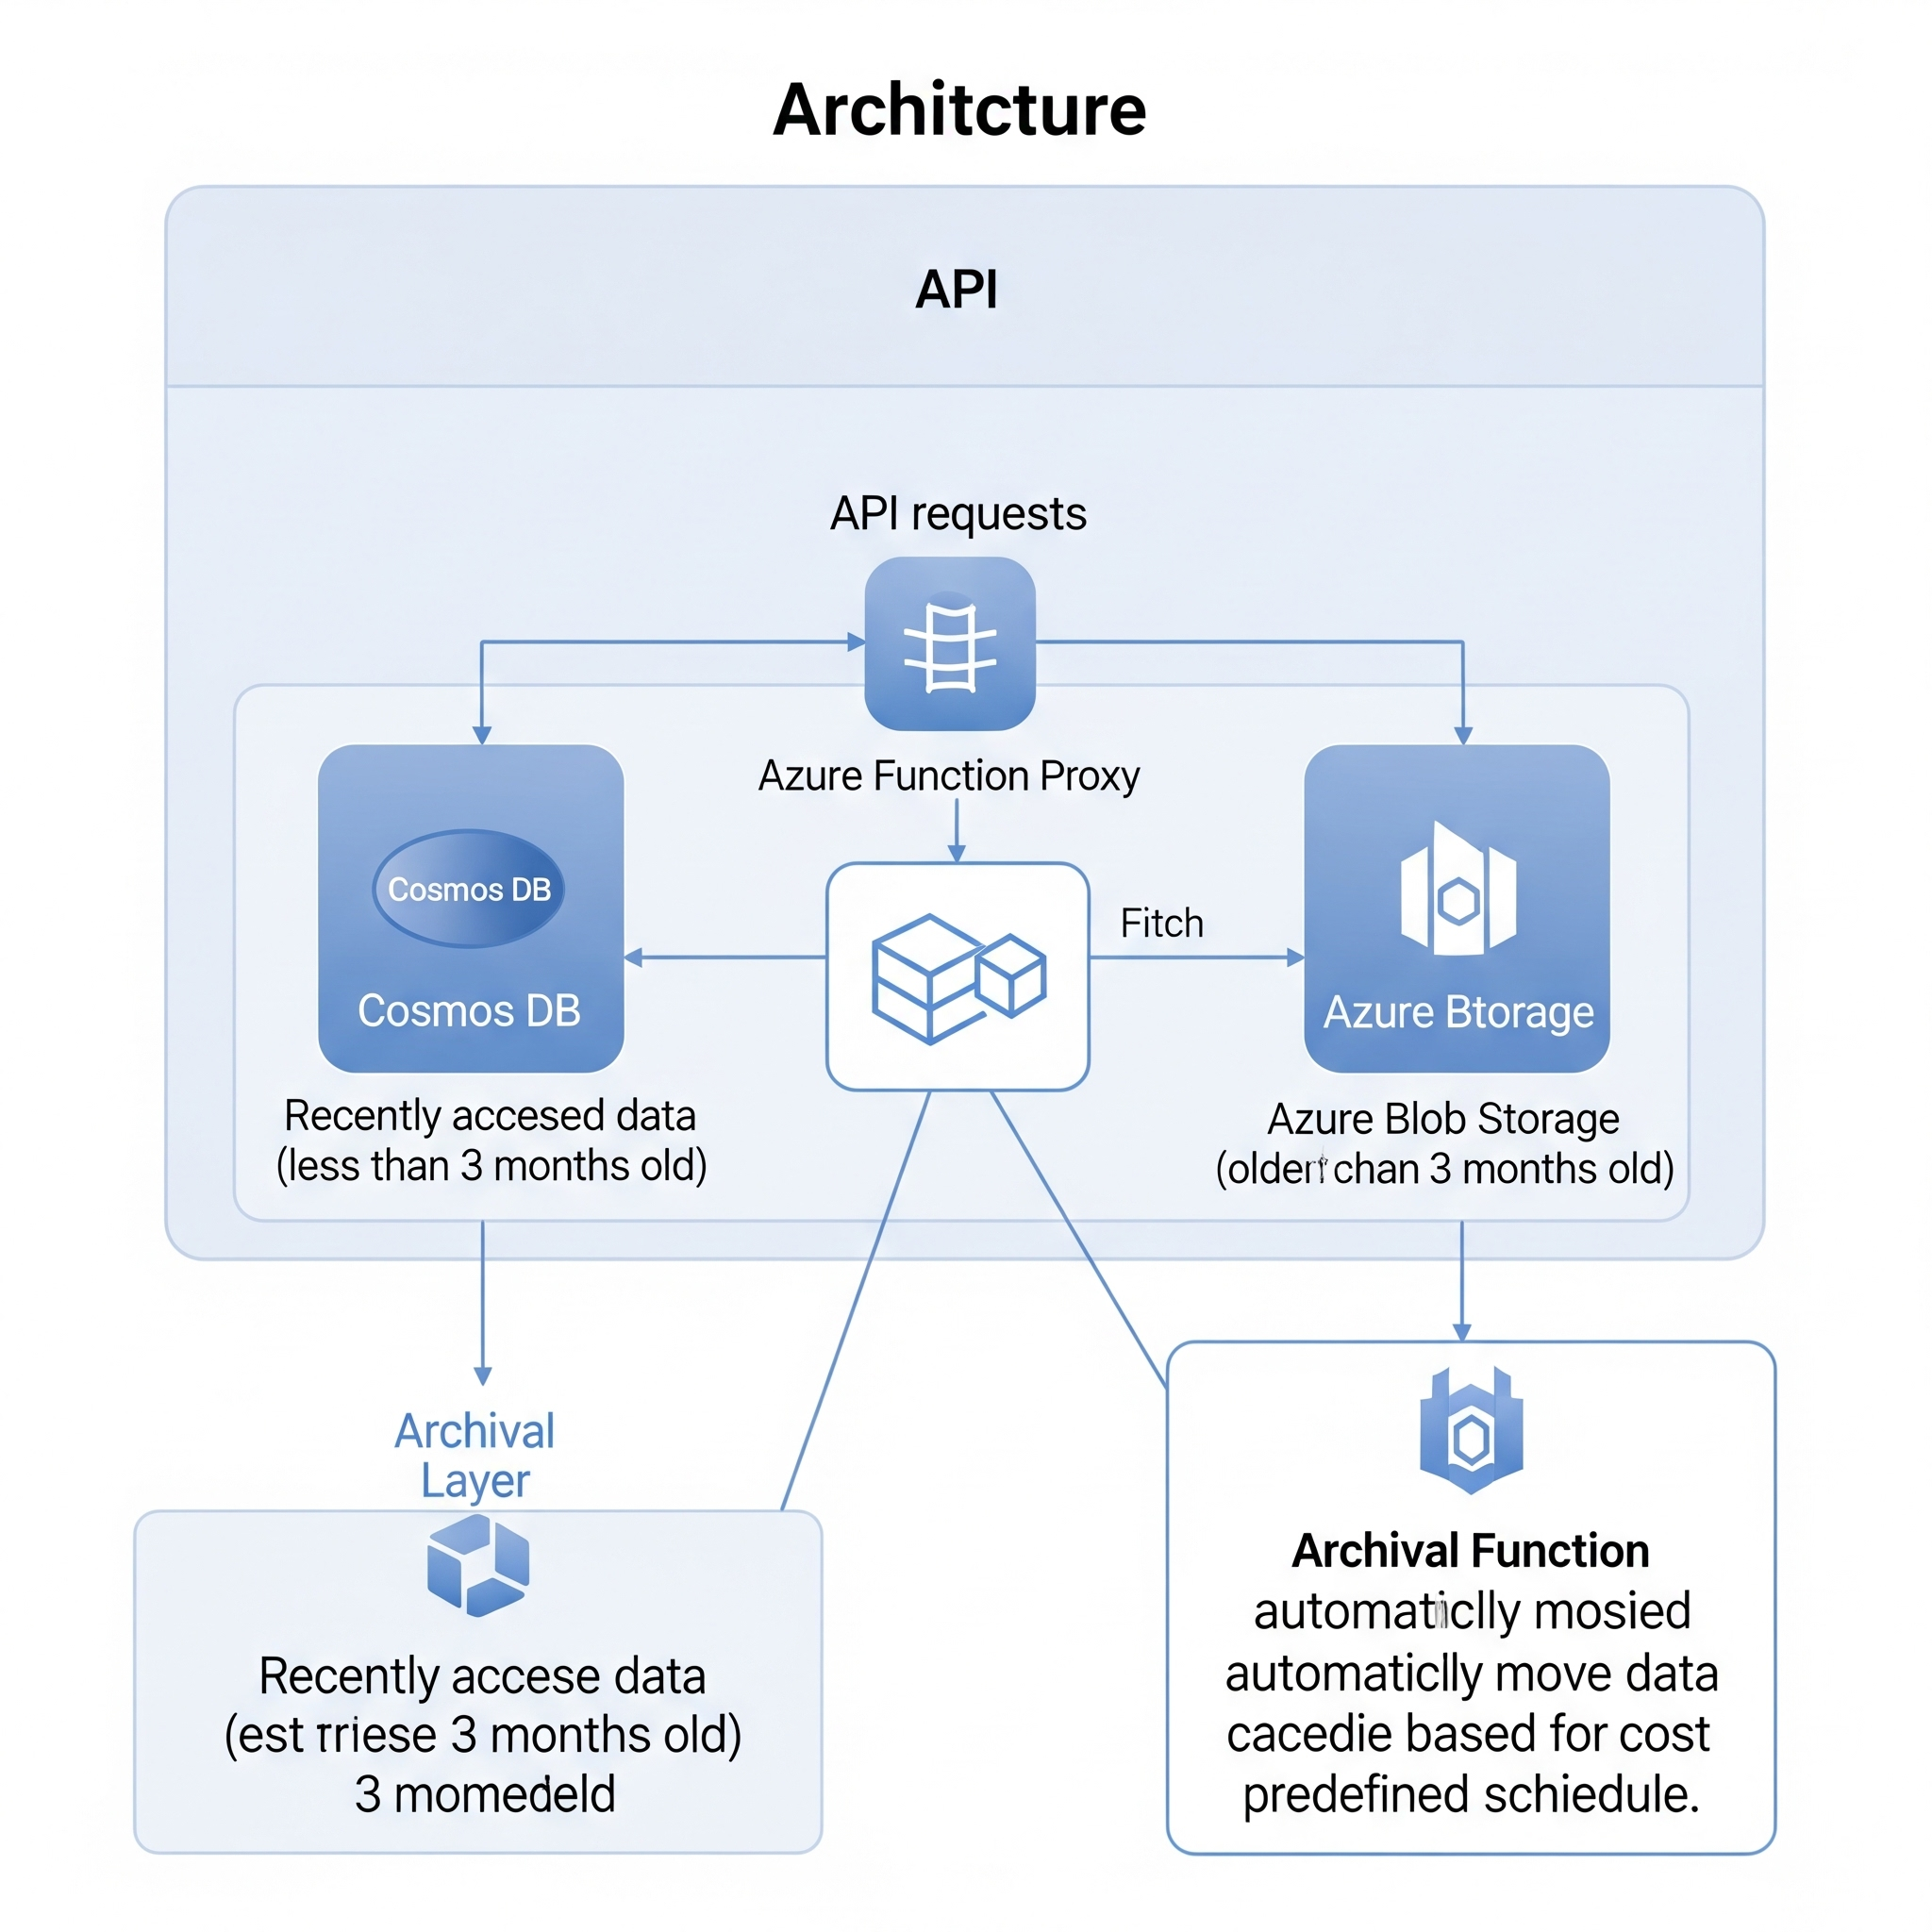 Architcture
API
API requests
Azure Function Proxy
Cosmos DB
Cosmos DB
Fitch
Azure Btorage
Recently accesed data
(less than 3 months old)
Azure Blob Storage
(older chan 3 months old)
Archival
Layer
Recently accese data
(est rriese 3 months old)
3 momedeld
Archival Function
automaticlly mosied
automaticlly move data
cacedie based for cost
predefined schiedule.